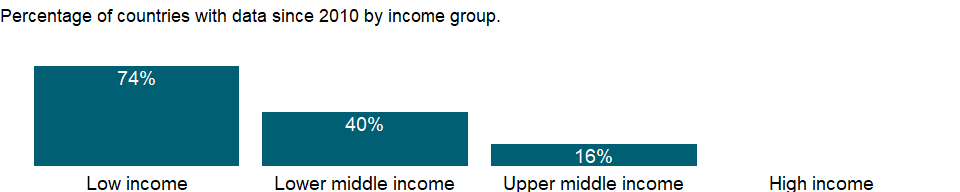 Percentage of countries with data since 2010 by income group.
74%
40%
16%
Low income Lower middle income Upper middle income High income